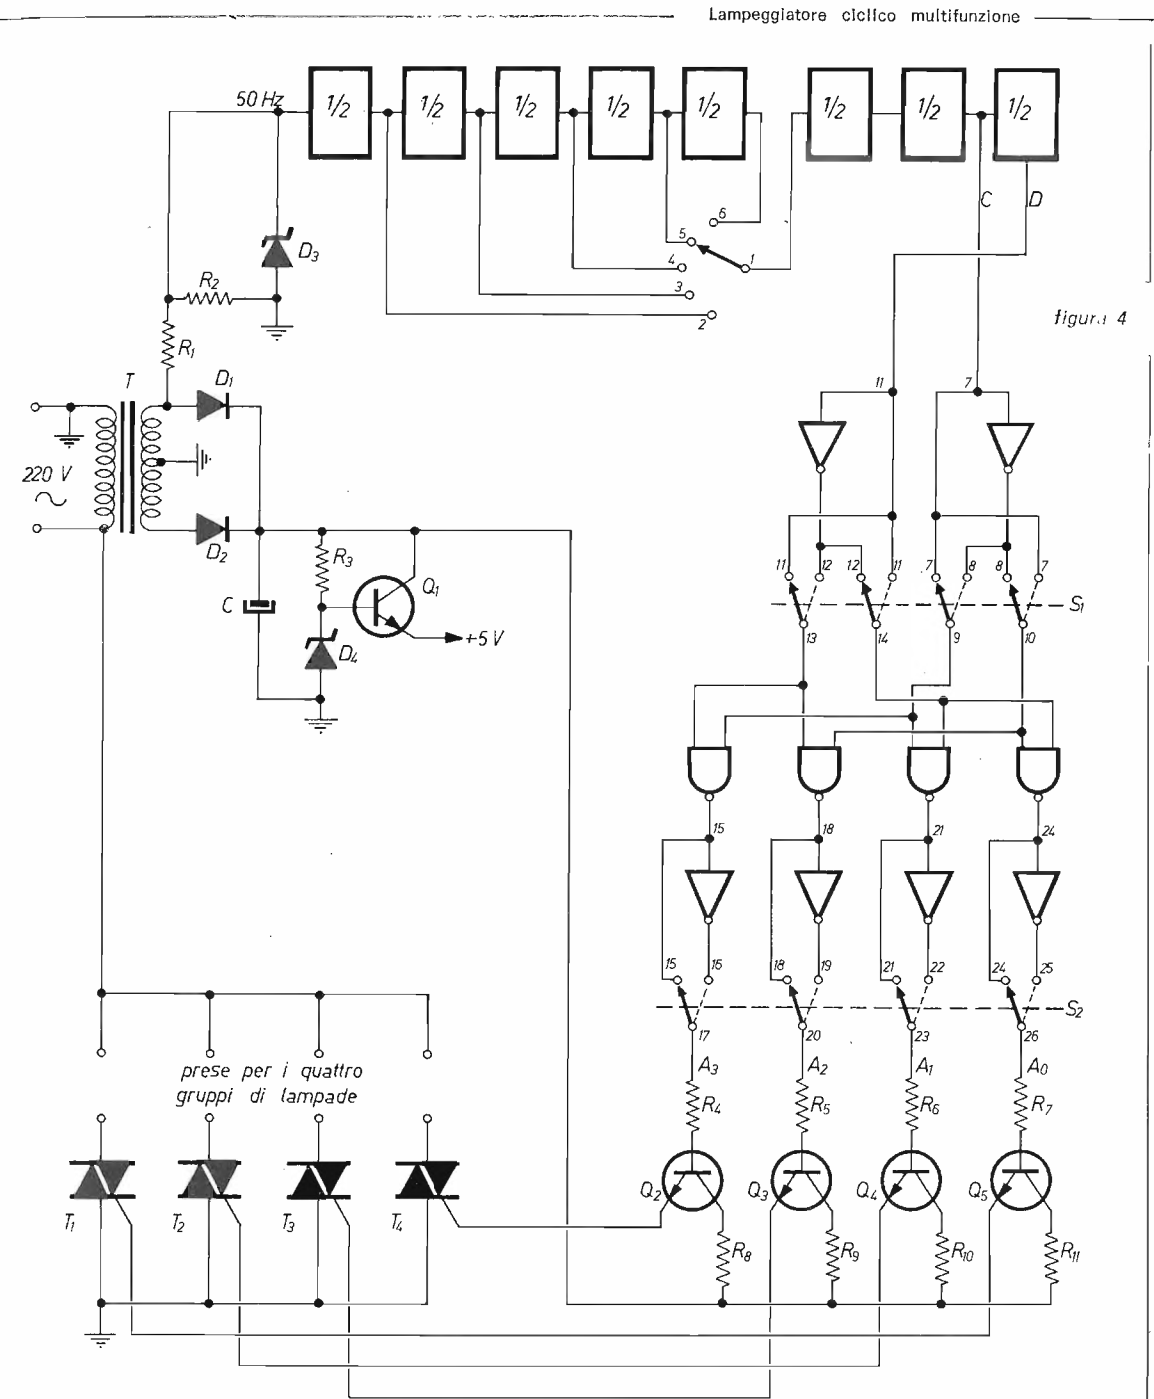 Lampeggiatore ciclico multifunzione
50 Hz
1/2 1/2 1/2 1/2 1/2 1/2 1/2 1/2
C D
6
5
4 1
3
2
D3
R2
R1
figura 4
T D1
11 7
220 V
D2
R3
C Q1
+5 V
D4
11 12 12 11 7 8 8 7
S1
13 14 9 10
15 18 21 24
15 16 18 19 21 22 24 25
S2
17 20 23 26
A3 A2 A1 A0
prese per i quattro
gruppi di lampade
R4 R5 R6 R7
T1 T2 T3 T4
Q2 Q3 Q4 Q5
R8 R9 R10 R11